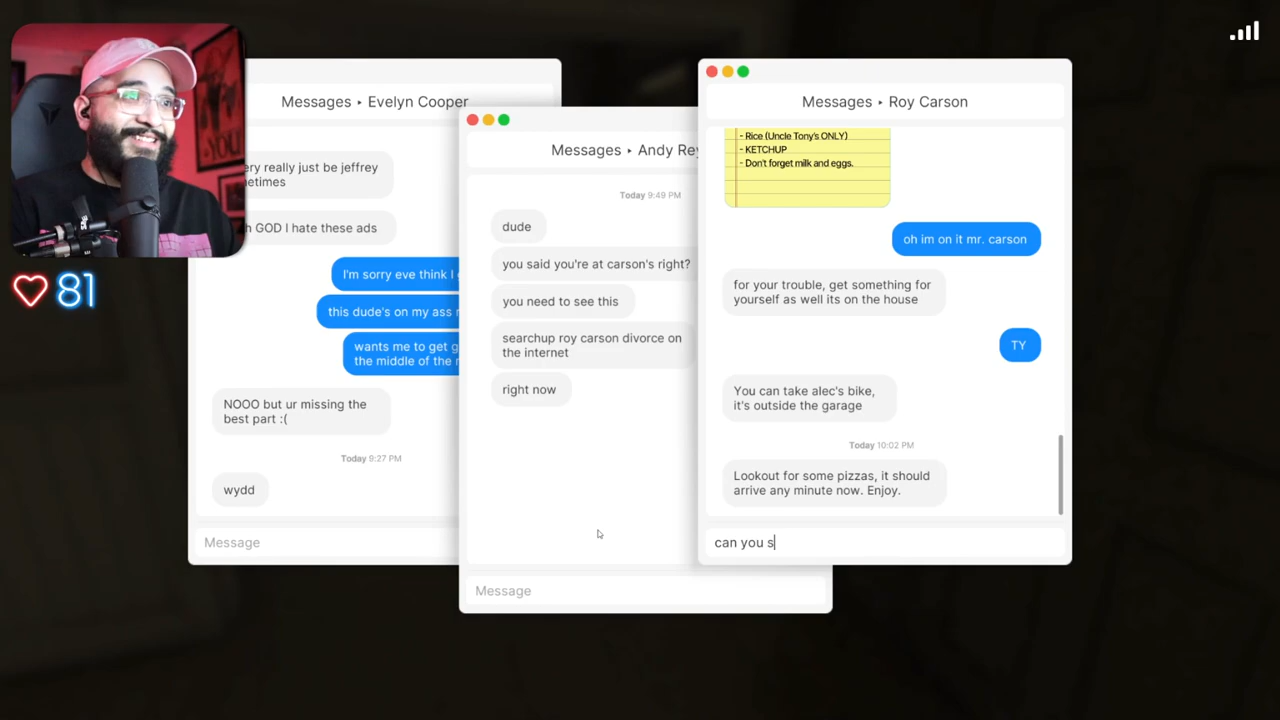 81
Messages ▸ Evelyn Cooper
ery really just be jeffrey
etimes
GOD I hate these ads
I'm sorry eve think I
this dude's on my ass
wants me to get
the middle of the
NOOO but ur missing the
best part :(
Today 9:27 PM
wydd
Message
Messages ▸ Andy Rey
Today 9:49 PM
dude
you said you're at carson's right?
you need to see this
searchup roy carson divorce on
the internet
right now
Message
Messages ▸ Roy Carson
- Rice (Uncle Tony's ONLY)
- KETCHUP
- Don't forget milk and eggs.
oh im on it mr. carson
for your trouble, get something for
yourself as well its on the house
TY
You can take alec's bike,
it's outside the garage
Today 10:02 PM
Lookout for some pizzas, it should
arrive any minute now. Enjoy.
can you s